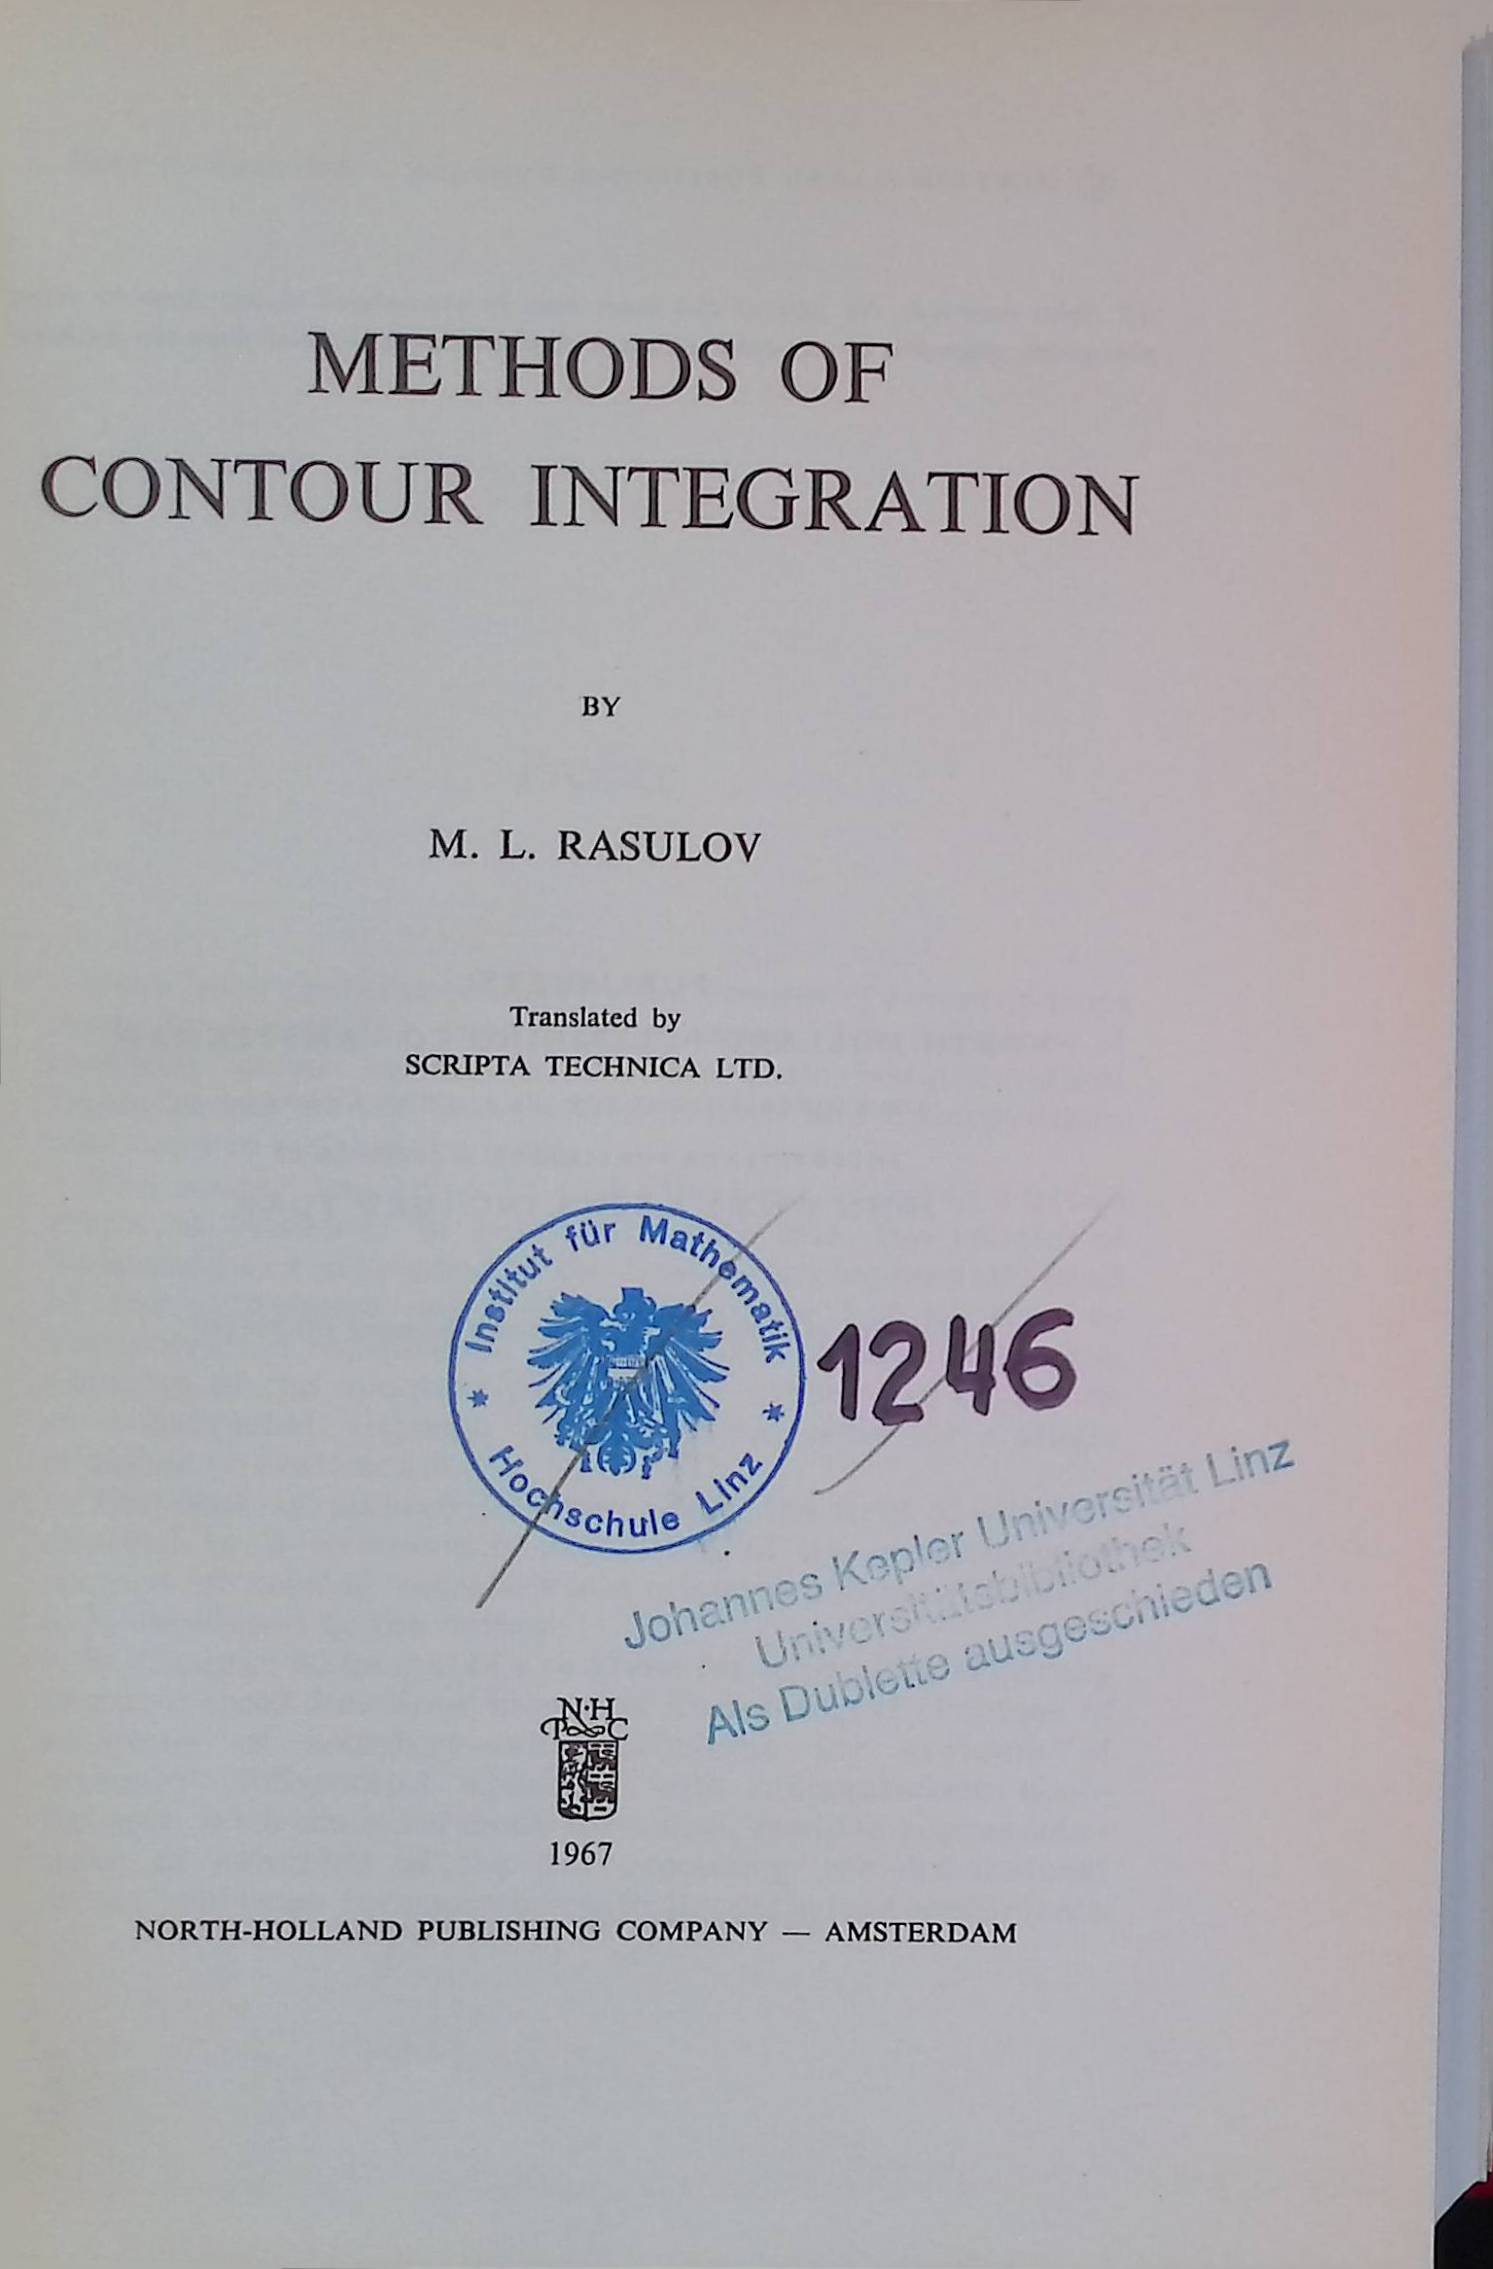 METHODS OF
CONTOUR INTEGRATION
BY
M. L. RASULOV
Translated by
SCRIPTA TECHNICA LTD.
Institut für Mathematik
* Hochschule Linz *
1246
Johannes Kepler Universität Linz
Universitätsbibliothek
Als Dublette ausgeschieden
N·H
P C
1967
NORTH-HOLLAND PUBLISHING COMPANY — AMSTERDAM